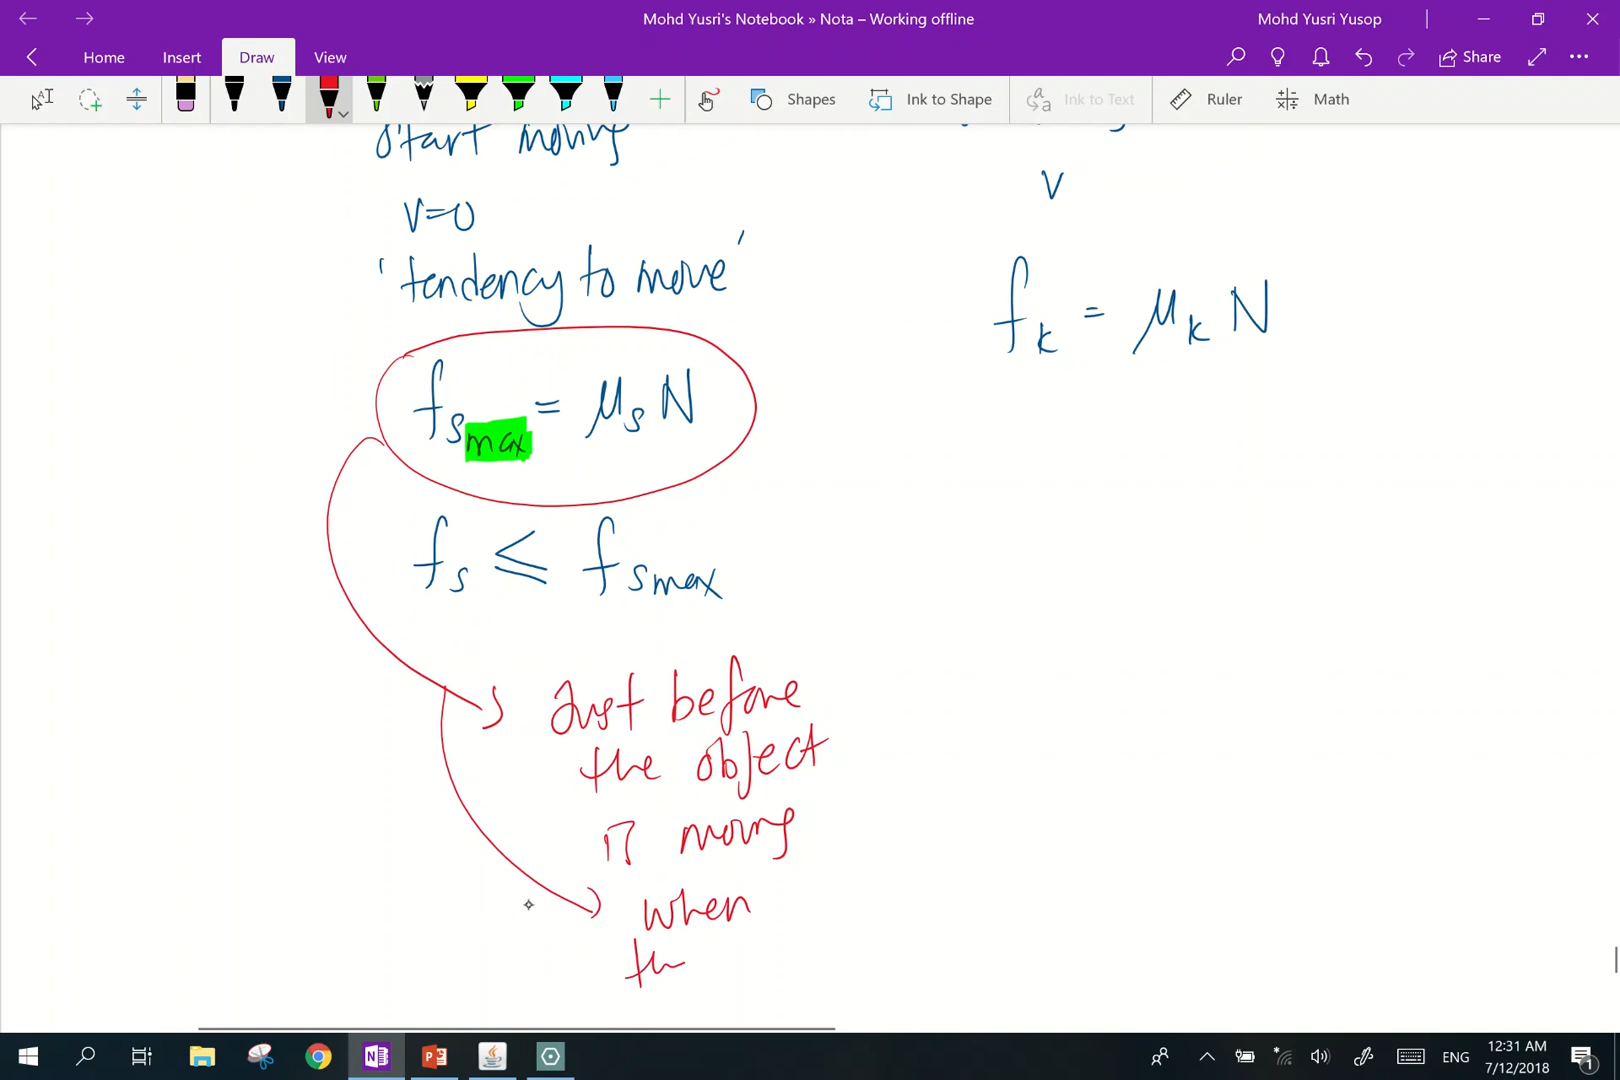 Mohd Yusri's Notebook » Nota – Working offline
Mohd Yusri Yusop
Home
Insert
Draw
View
Share
Shapes
Ink to Shape
Ink to Text
Ruler
Math
Start moving
v
v=0
'tendency to move'
fk = μk N
fsmax = μs N
fs ≤ fsmax
Just before
the object
is moving
when
th
ENG
12:31 AM
7/12/2018
1